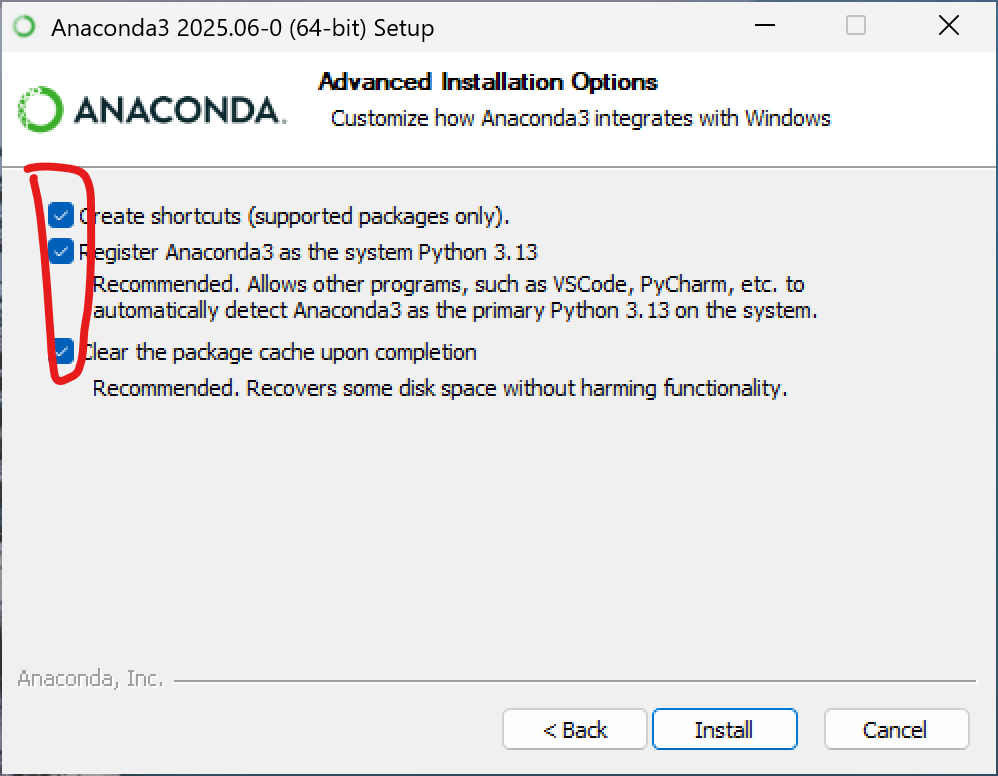 Anaconda3 2025.06-0 (64-bit) Setup
ANACONDA.
Advanced Installation Options
Customize how Anaconda3 integrates with Windows
Create shortcuts (supported packages only).
Register Anaconda3 as the system Python 3.13
Recommended. Allows other programs, such as VSCode, PyCharm, etc. to
automatically detect Anaconda3 as the primary Python 3.13 on the system.
Clear the package cache upon completion
Recommended. Recovers some disk space without harming functionality.
Anaconda, Inc.
< Back Install Cancel